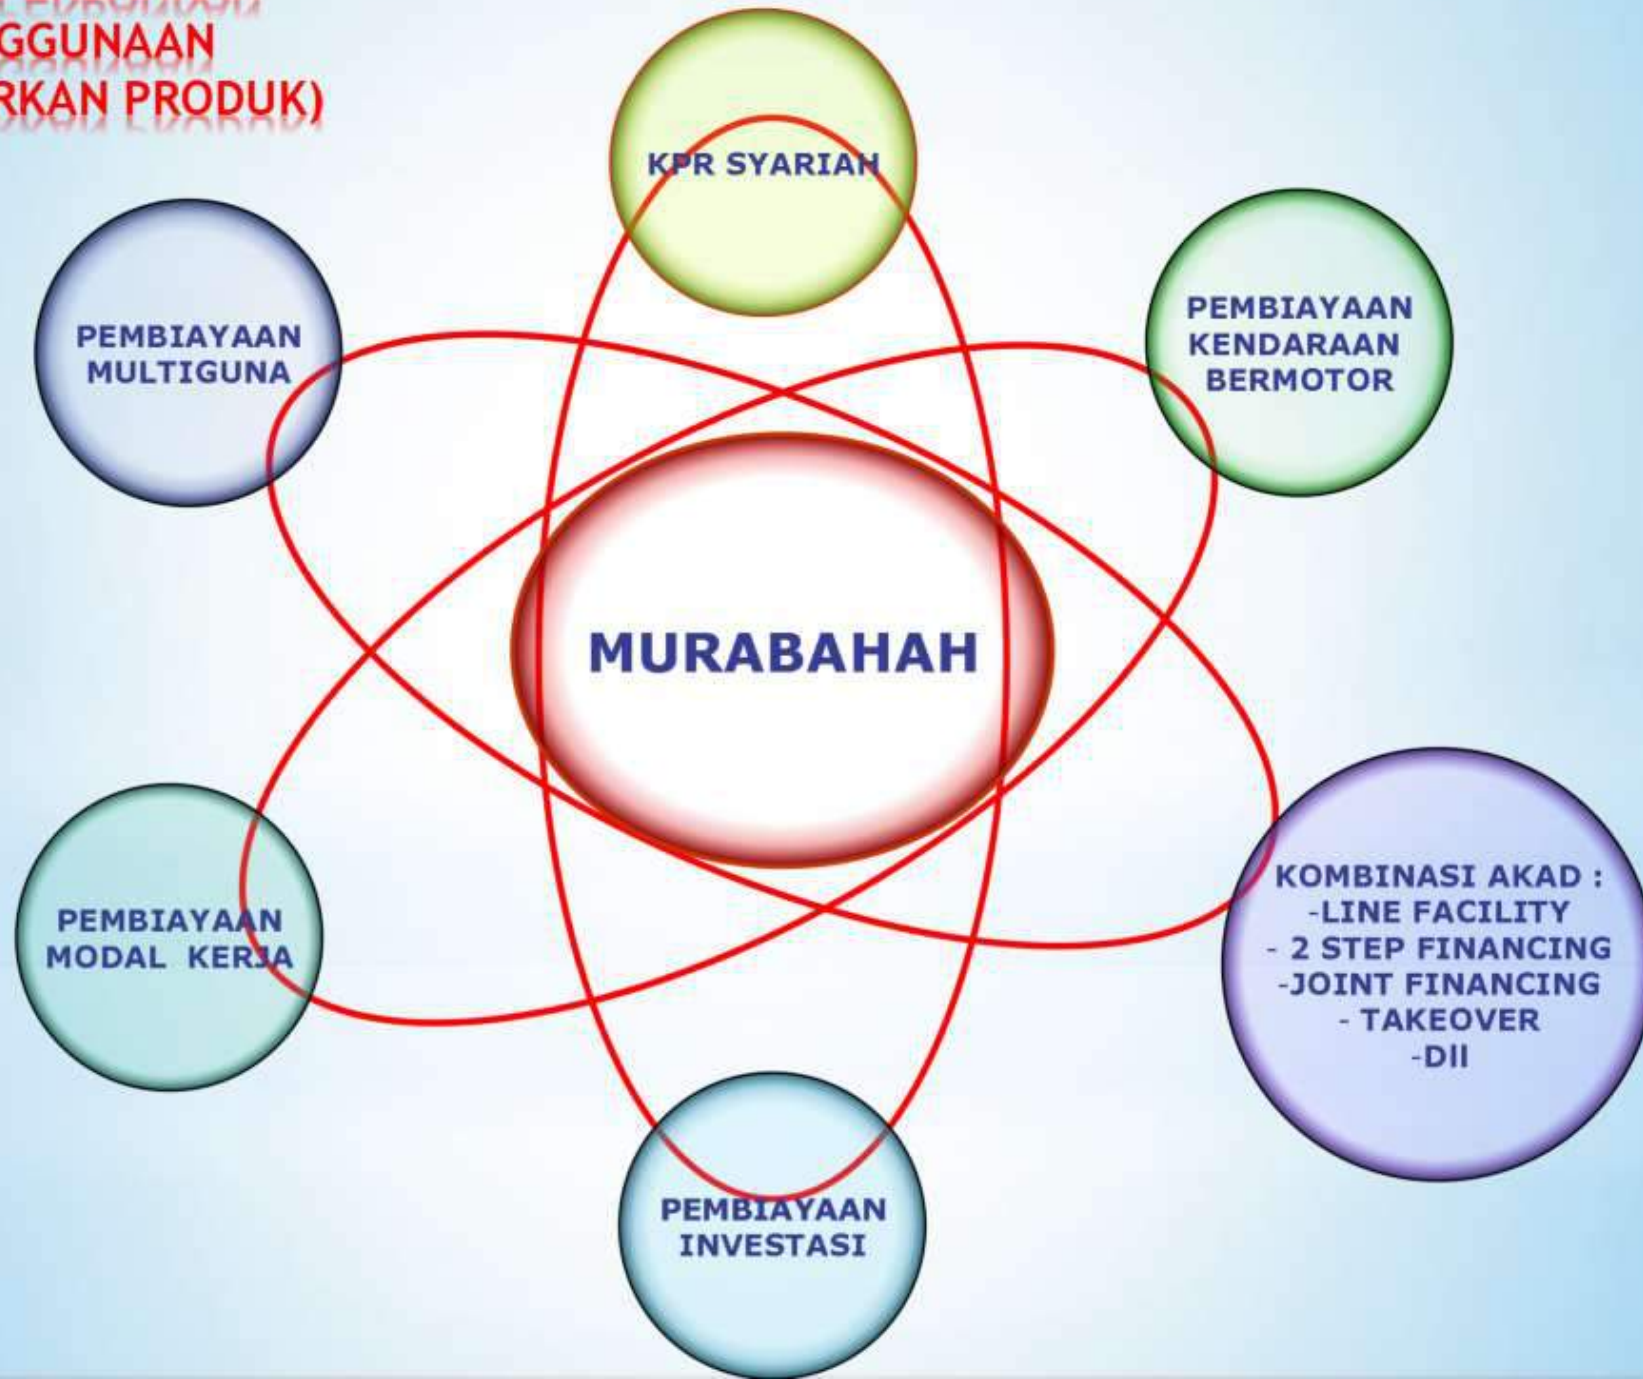 GGUNAAN
RKAN PRODUK)
KPR SYARIAH
PEMBIAYAAN
MULTIGUNA
PEMBIAYAAN
KENDARAAN
BERMOTOR
MURABAHAH
PEMBIAYAAN
MODAL KERJA
KOMBINASI AKAD :
-LINE FACILITY
- 2 STEP FINANCING
-JOINT FINANCING
- TAKEOVER
-Dll
PEMBIAYAAN
INVESTASI